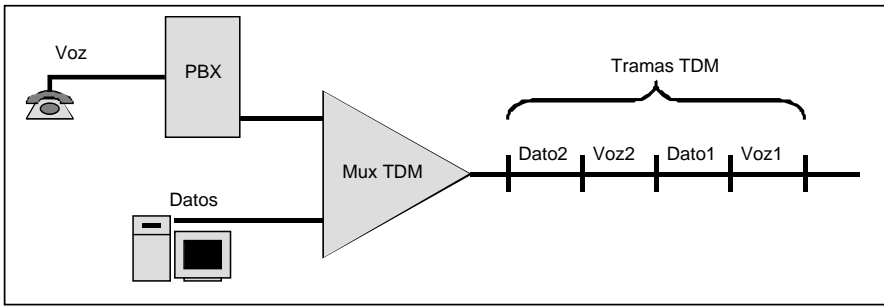 Voz
PBX
Tramas TDM
Mux TDM
Dato2 Voz2 Dato1 Voz1
Datos